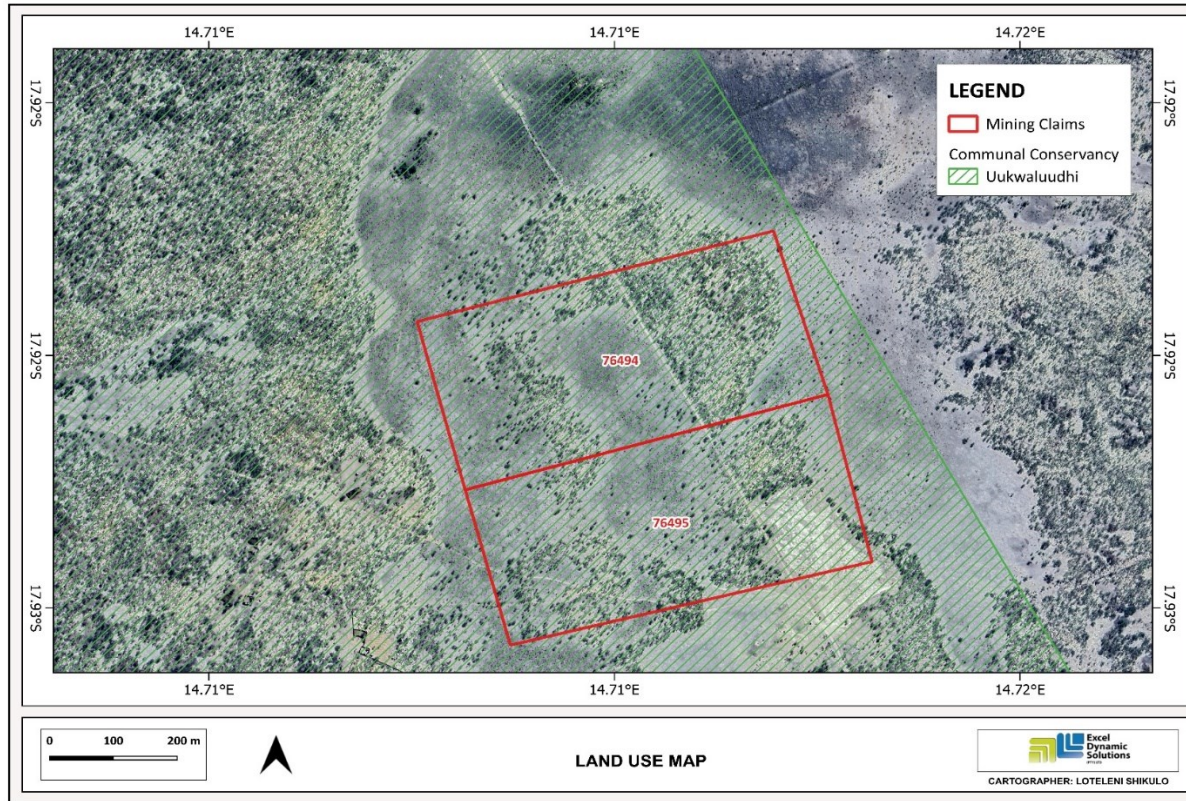 14.71°E 14.71°E 14.72°E
17.92°S 17.92°S
LEGEND
Mining Claims
Communal Conservancy
Uukwaluudhi
17.92°S 17.92°S
76494
76495
17.93°S 17.93°S
14.71°E 14.71°E 14.72°E
0 100 200 m
LAND USE MAP
Excel
Dynamic
Solutions
CARTOGRAPHER: LOTELENI SHIKULO